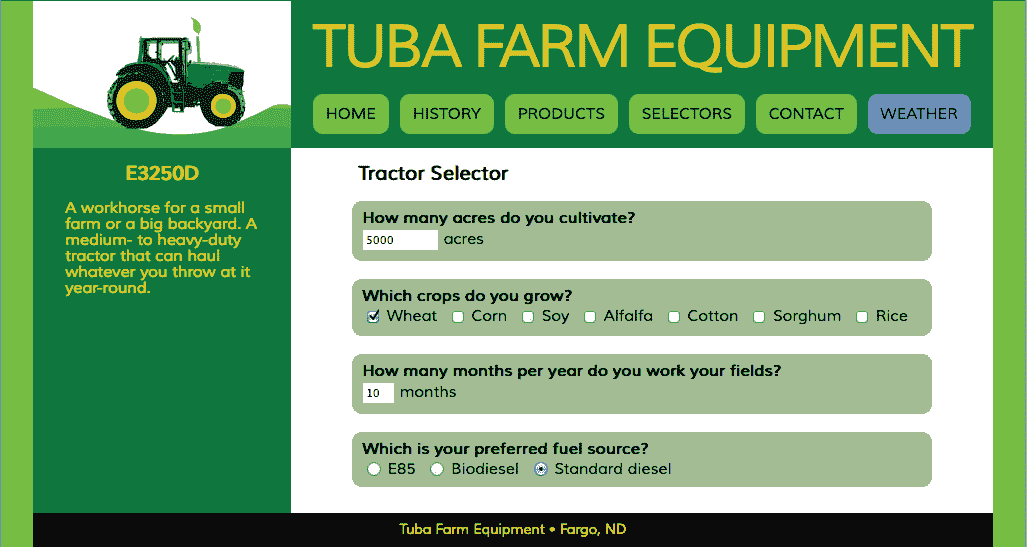 TUBA FARM EQUIPMENT
HOME HISTORY PRODUCTS SELECTORS CONTACT WEATHER
E3250D
A workhorse for a small
farm or a big backyard. A
medium- to heavy-duty
tractor that can haul
whatever you throw at it
year-round.
Tractor Selector
How many acres do you cultivate?
5000 acres
Which crops do you grow?
Wheat Corn Soy Alfalfa Cotton Sorghum Rice
How many months per year do you work your fields?
10 months
Which is your preferred fuel source?
E85 Biodiesel Standard diesel
Tuba Farm Equipment • Fargo, ND